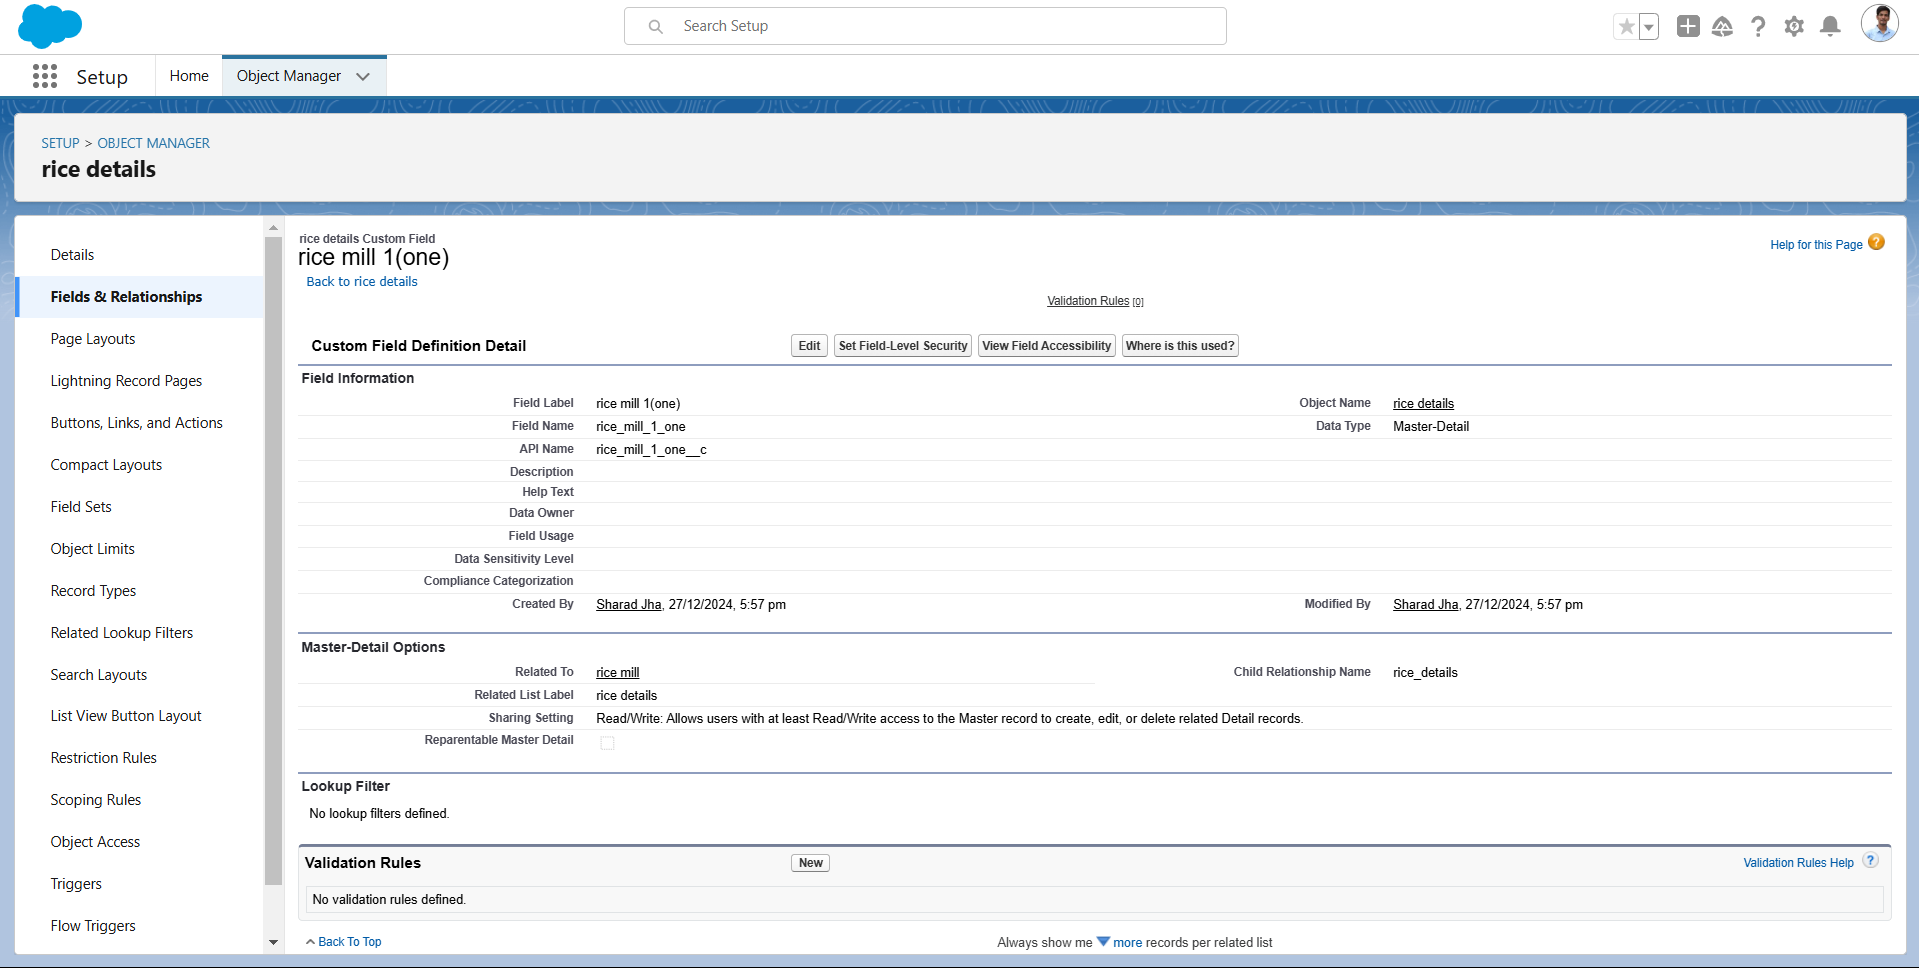 Search Setup
Setup
Home
Object Manager
SETUP > OBJECT MANAGER
rice details
Details
Fields & Relationships
Page Layouts
Lightning Record Pages
Buttons, Links, and Actions
Compact Layouts
Field Sets
Object Limits
Record Types
Related Lookup Filters
Search Layouts
List View Button Layout
Restriction Rules
Scoping Rules
Object Access
Triggers
Flow Triggers
rice details Custom Field
rice mill 1(one)
Back to rice details
Help for this Page ?
Validation Rules [0]
Custom Field Definition Detail
Edit
Set Field-Level Security
View Field Accessibility
Where is this used?
Field Information
Field Label rice mill 1(one) Object Name rice details
Field Name rice_mill_1_one Data Type Master-Detail
API Name rice_mill_1_one__c
Description
Help Text
Data Owner
Field Usage
Data Sensitivity Level
Compliance Categorization
Created By Sharad Jha, 27/12/2024, 5:57 pm Modified By Sharad Jha, 27/12/2024, 5:57 pm
Master-Detail Options
Related To rice mill Child Relationship Name rice_details
Related List Label rice details
Sharing Setting Read/Write: Allows users with at least Read/Write access to the Master record to create, edit, or delete related Detail records.
Reparentable Master Detail
Lookup Filter
No lookup filters defined.
Validation Rules
New
Validation Rules Help ?
No validation rules defined.
Back To Top
Always show me more records per related list